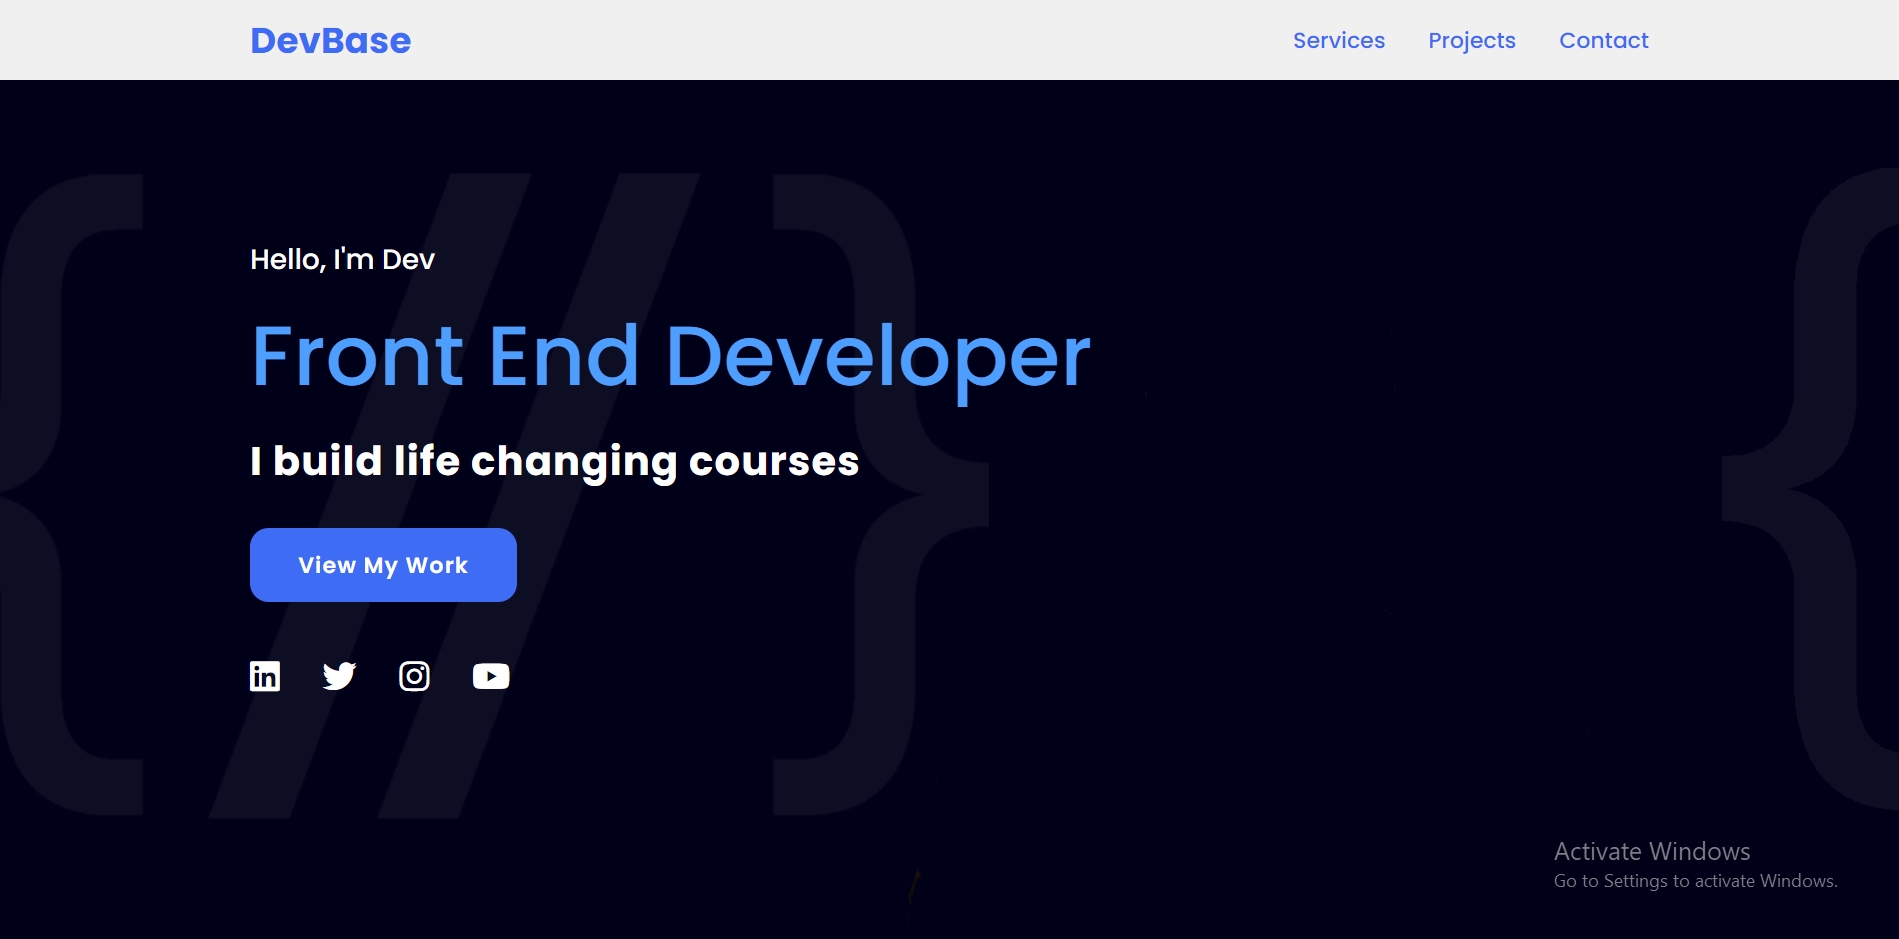 DevBase
Services Projects Contact
Hello, I'm Dev
Front End Developer
I build life changing courses
View My Work
in
Activate Windows
Go to Settings to activate Windows.